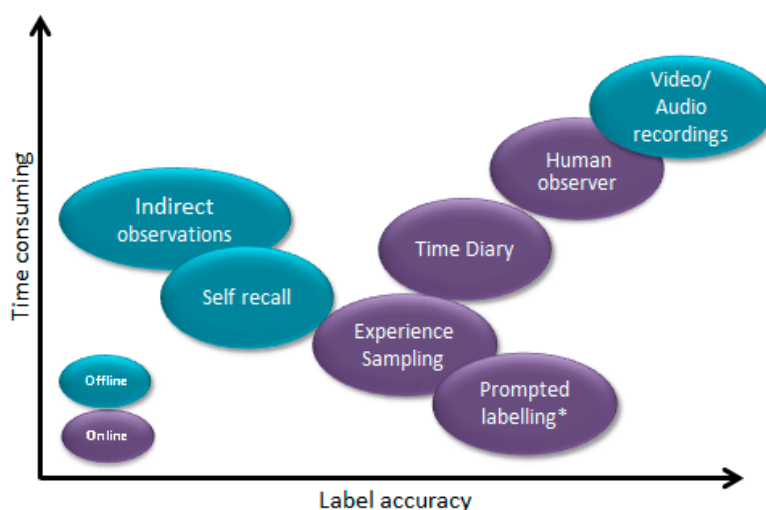 Video/
Audio
recordings
Human
observer
Indirect
observations
Time Diary
Self recall
Experience
Sampling
Prompted
labelling*
Offline
Online
Time consuming
Label accuracy